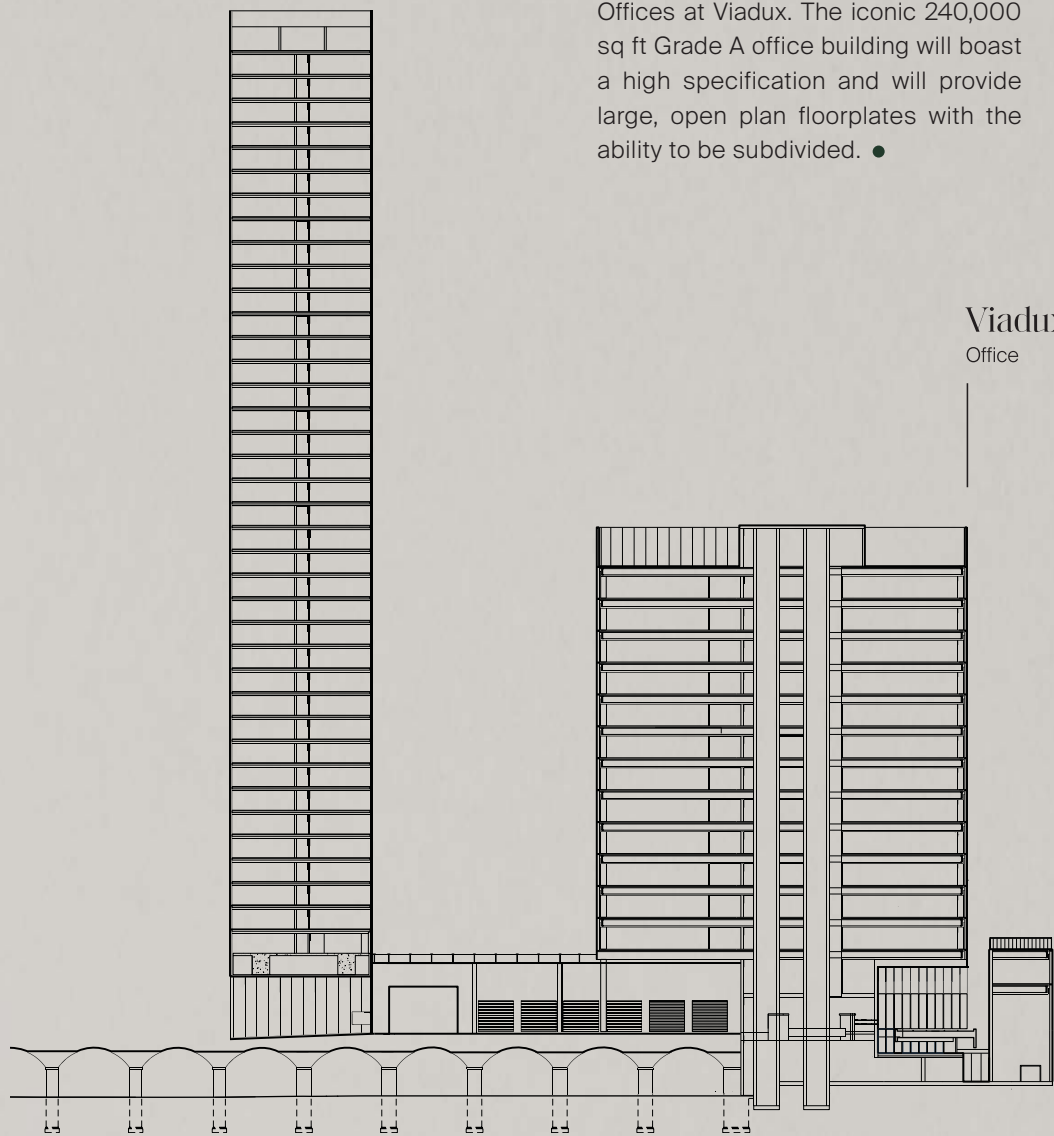 Offices at Viadux. The iconic 240,000
sq ft Grade A office building will boast
a high specification and will provide
large, open plan floorplates with the
ability to be subdivided. ●
Viadux
Office